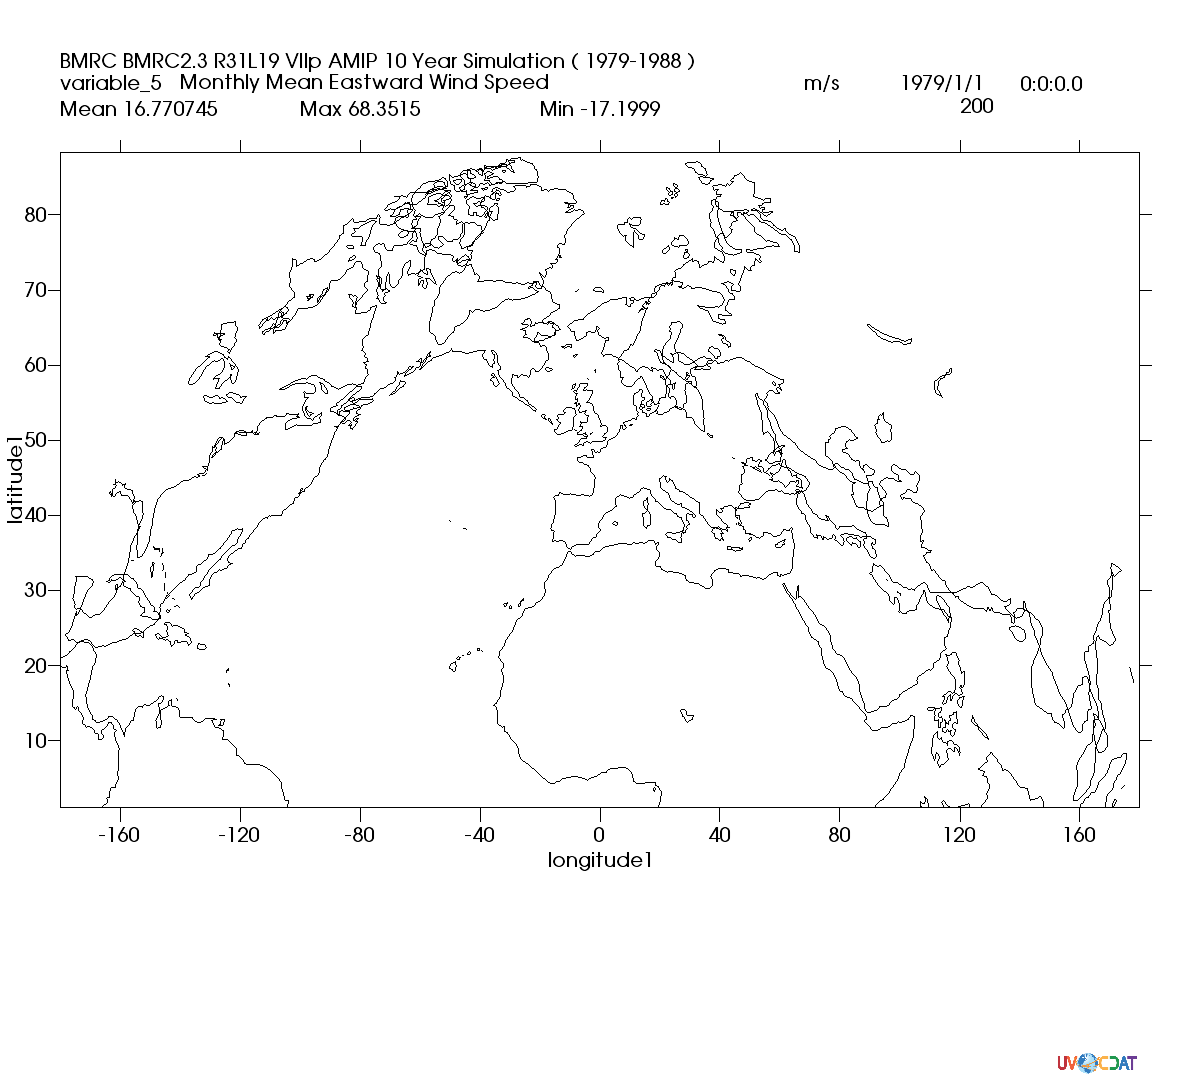 BMRC BMRC2.3 R31L19 VIIp AMIP 10 Year Simulation ( 1979-1988 )
variable_5 Monthly Mean Eastward Wind Speed m/s 1979/1/1 0:0:0.0
Mean 16.770745 Max 68.3515 Min -17.1999 200
80
70
60
50
40
30
20
10
latitude1
-160 -120 -80 -40 0 40 80 120 160
longitude1
UVCDAT